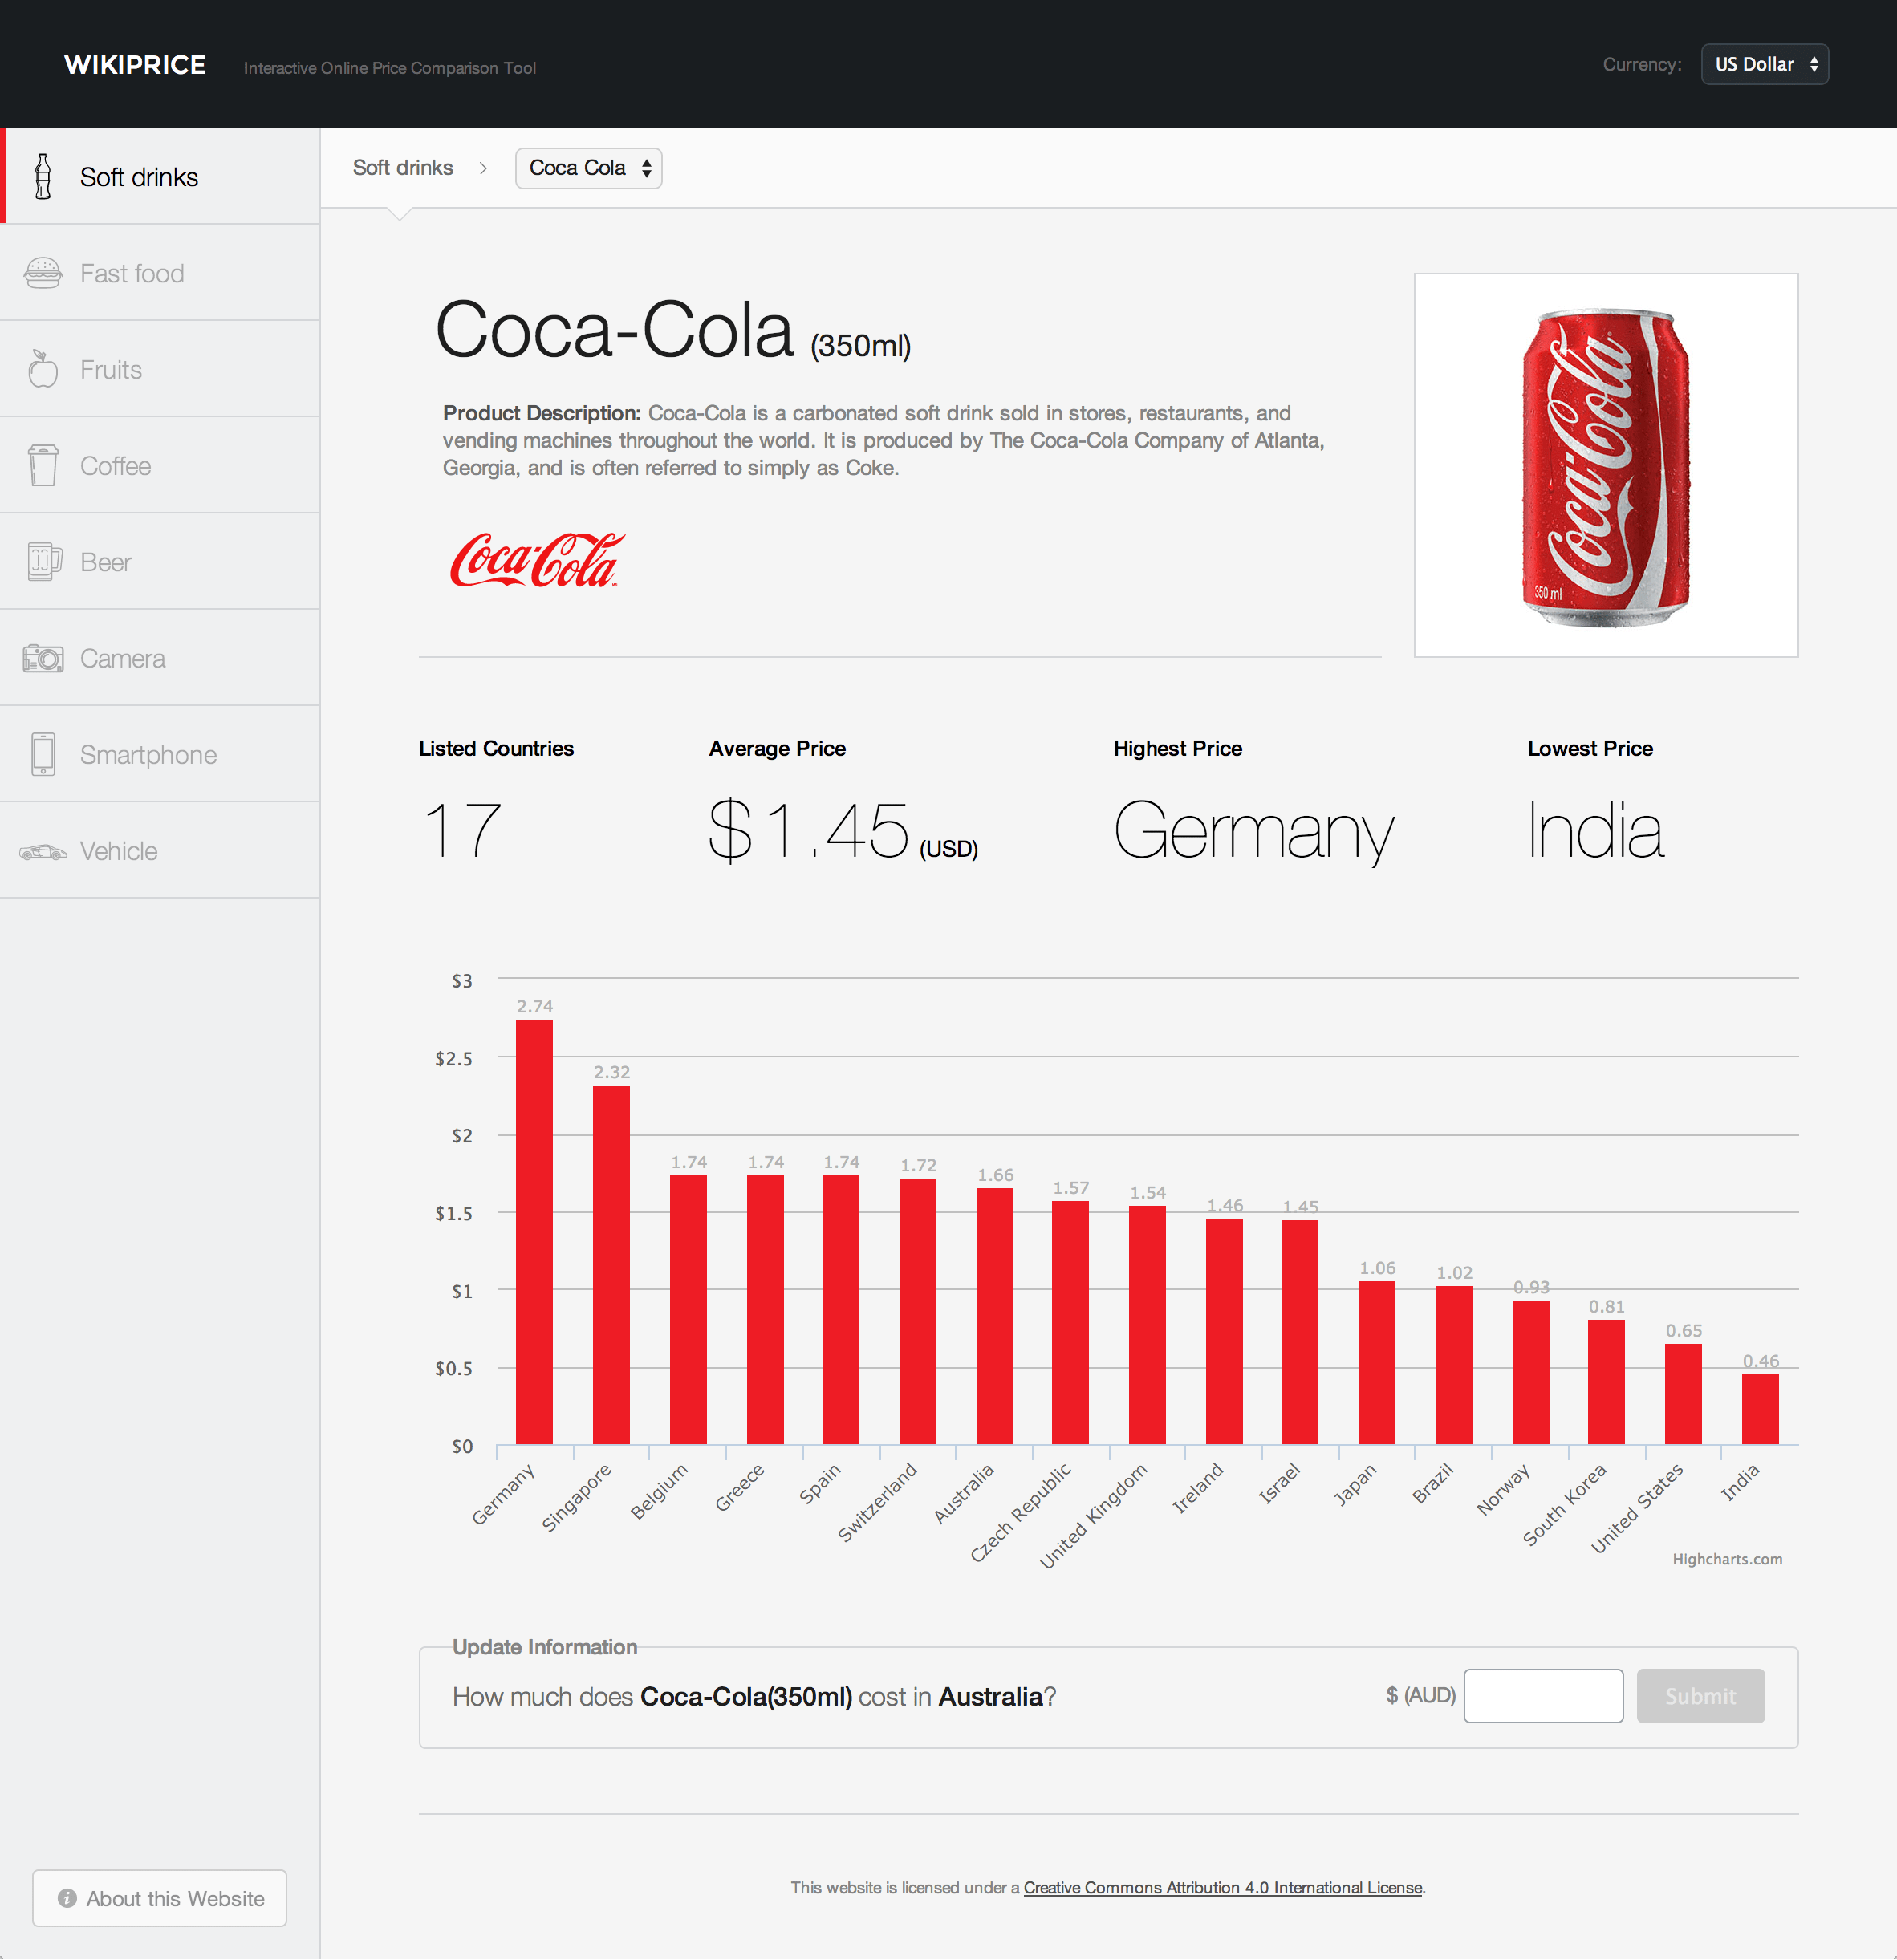 WIKIPRICE
Interactive Online Price Comparison Tool
Currency:
US Dollar
Soft drinks
Fast food
Fruits
Coffee
Beer
Camera
Smartphone
Vehicle
About this Website
Soft drinks
Coca Cola
Coca-Cola (350ml)
Product Description: Coca-Cola is a carbonated soft drink sold in stores, restaurants, and
vending machines throughout the world. It is produced by The Coca-Cola Company of Atlanta,
Georgia, and is often referred to simply as Coke.
Coca-Cola
Coca-Cola
350 ml
Listed Countries
17
Average Price
$1.45 (USD)
Highest Price
Germany
Lowest Price
India
$3
$2.5
$2
$1.5
$1
$0.5
$0
2.74
2.32
1.74
1.74
1.74
1.72
1.66
1.57
1.54
1.46
1.45
1.06
1.02
0.93
0.81
0.65
0.46
Germany
Singapore
Belgium
Greece
Spain
Switzerland
Australia
Czech Republic
United Kingdom
Ireland
Israel
Japan
Brazil
Norway
South Korea
United States
India
Highcharts.com
Update Information
How much does Coca-Cola(350ml) cost in Australia?
$ (AUD)
Submit
This website is licensed under a Creative Commons Attribution 4.0 International License.